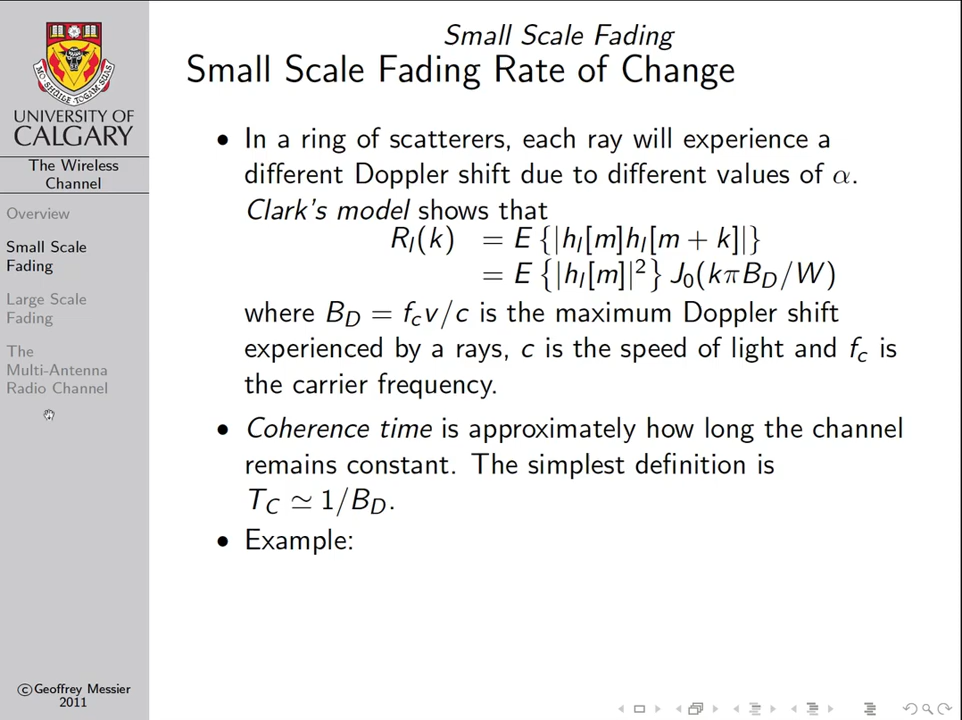 MO SHÙILE TOGAM SUAS
UNIVERSITY OF
CALGARY
The Wireless
Channel
Overview
Small Scale
Fading
Large Scale
Fading
The
Multi-Antenna
Radio Channel
©Geoffrey Messier
2011
Small Scale Fading
Small Scale Fading Rate of Change
• In a ring of scatterers, each ray will experience a
different Doppler shift due to different values of α.
Clark's model shows that
R_l(k) = E {|h_l[m]h_l[m + k]|}
= E {|h_l[m]|²} J₀(kπB_D/W)
where B_D = f_c v/c is the maximum Doppler shift
experienced by a rays, c is the speed of light and f_c is
the carrier frequency.
• Coherence time is approximately how long the channel
remains constant. The simplest definition is
T_C ≃ 1/B_D.
• Example: